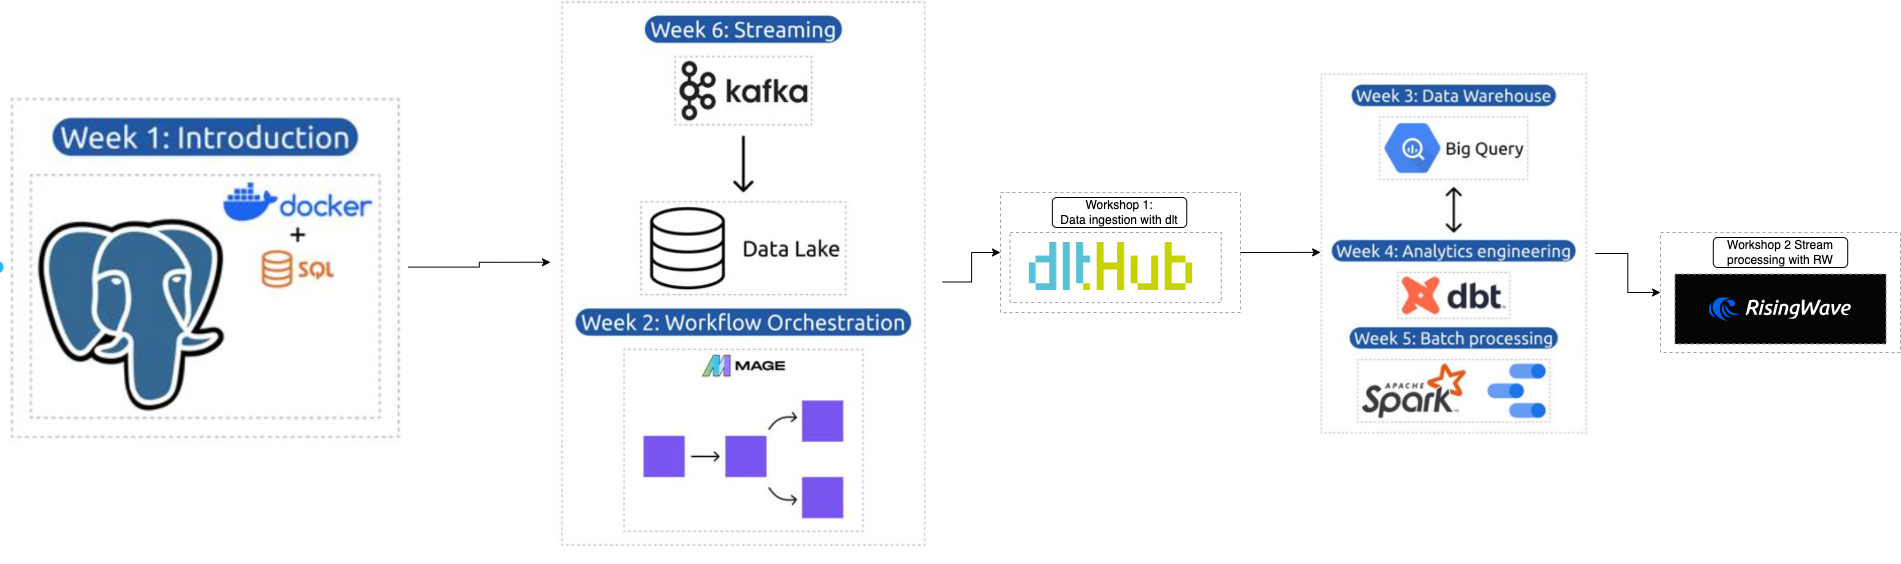 Week 1: Introduction
docker
+
SQL
Week 6: Streaming
kafka
Data Lake
Week 2: Workflow Orchestration
MAGE
Workshop 1:
Data ingestion with dlt
dltHub
Week 3: Data Warehouse
Big Query
Week 4: Analytics engineering
dbt
Week 5: Batch processing
APACHE
Spark™
Workshop 2 Stream
processing with RW
RisingWave